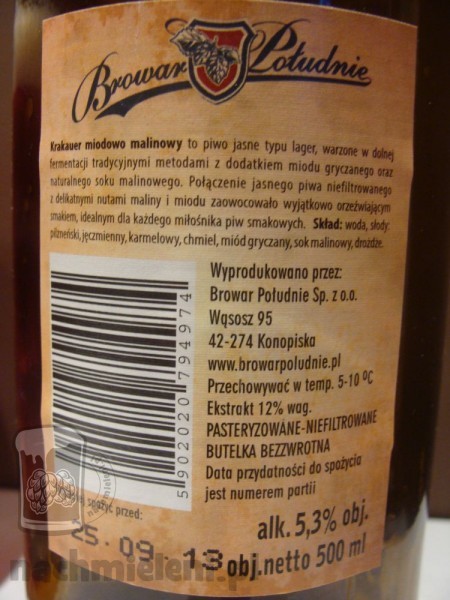 Browar Południe
Krakauer miodowo malinowy to piwo jasne typu lager, warzone w dolnej
fermentacji tradycyjnymi metodami z dodatkiem miodu gryczanego oraz
naturalnego soku malinowego. Połączenie jasnego piwa niefiltrowanego
z delikatnymi nutami maliny i miodu zaowocowało wyjątkowo orzeźwiającym
smakiem, idealnym dla każdego miłośnika piw smakowych. Skład: woda, słody:
pilzneński, jęczmienny, karmelowy, chmiel, miód gryczany, sok malinowy, drożdże.
Wyprodukowano przez:
Browar Południe Sp. z o.o.
Wąsosz 95
42-274 Konopiska
www.browarpoludnie.pl
Przechowywać w temp. 5-10 ºC
Ekstrakt 12% wag.
PASTERYZOWANE-NIEFILTROWANE
BUTELKA BEZZWROTNA
Data przydatności do spożycia
jest numerem partii
5 902020 794974
spożyć przed:
25.09.13
alk. 5,3% obj.
obj.netto 500 ml